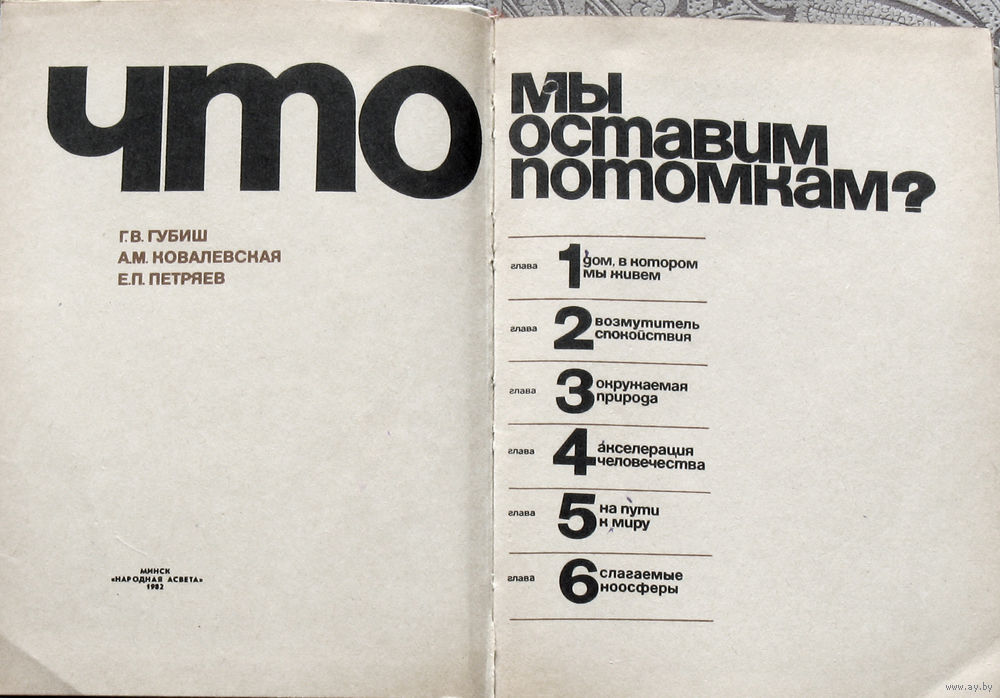 что
Г.В. ГУБИШ
А.М. КОВАЛЕВСКАЯ
Е.П. ПЕТРЯЕВ
МИНСК
«НАРОДНАЯ АСВЕТА»
1982
мы
оставим
потомкам?
глава 1 дом, в котором
мы живем
глава 2 возмутитель
спокойствия
глава 3 окружаемая
природа
глава 4 акселерация
человечества
глава 5 на пути
к миру
глава 6 слагаемые
ноосферы
www.ay.by